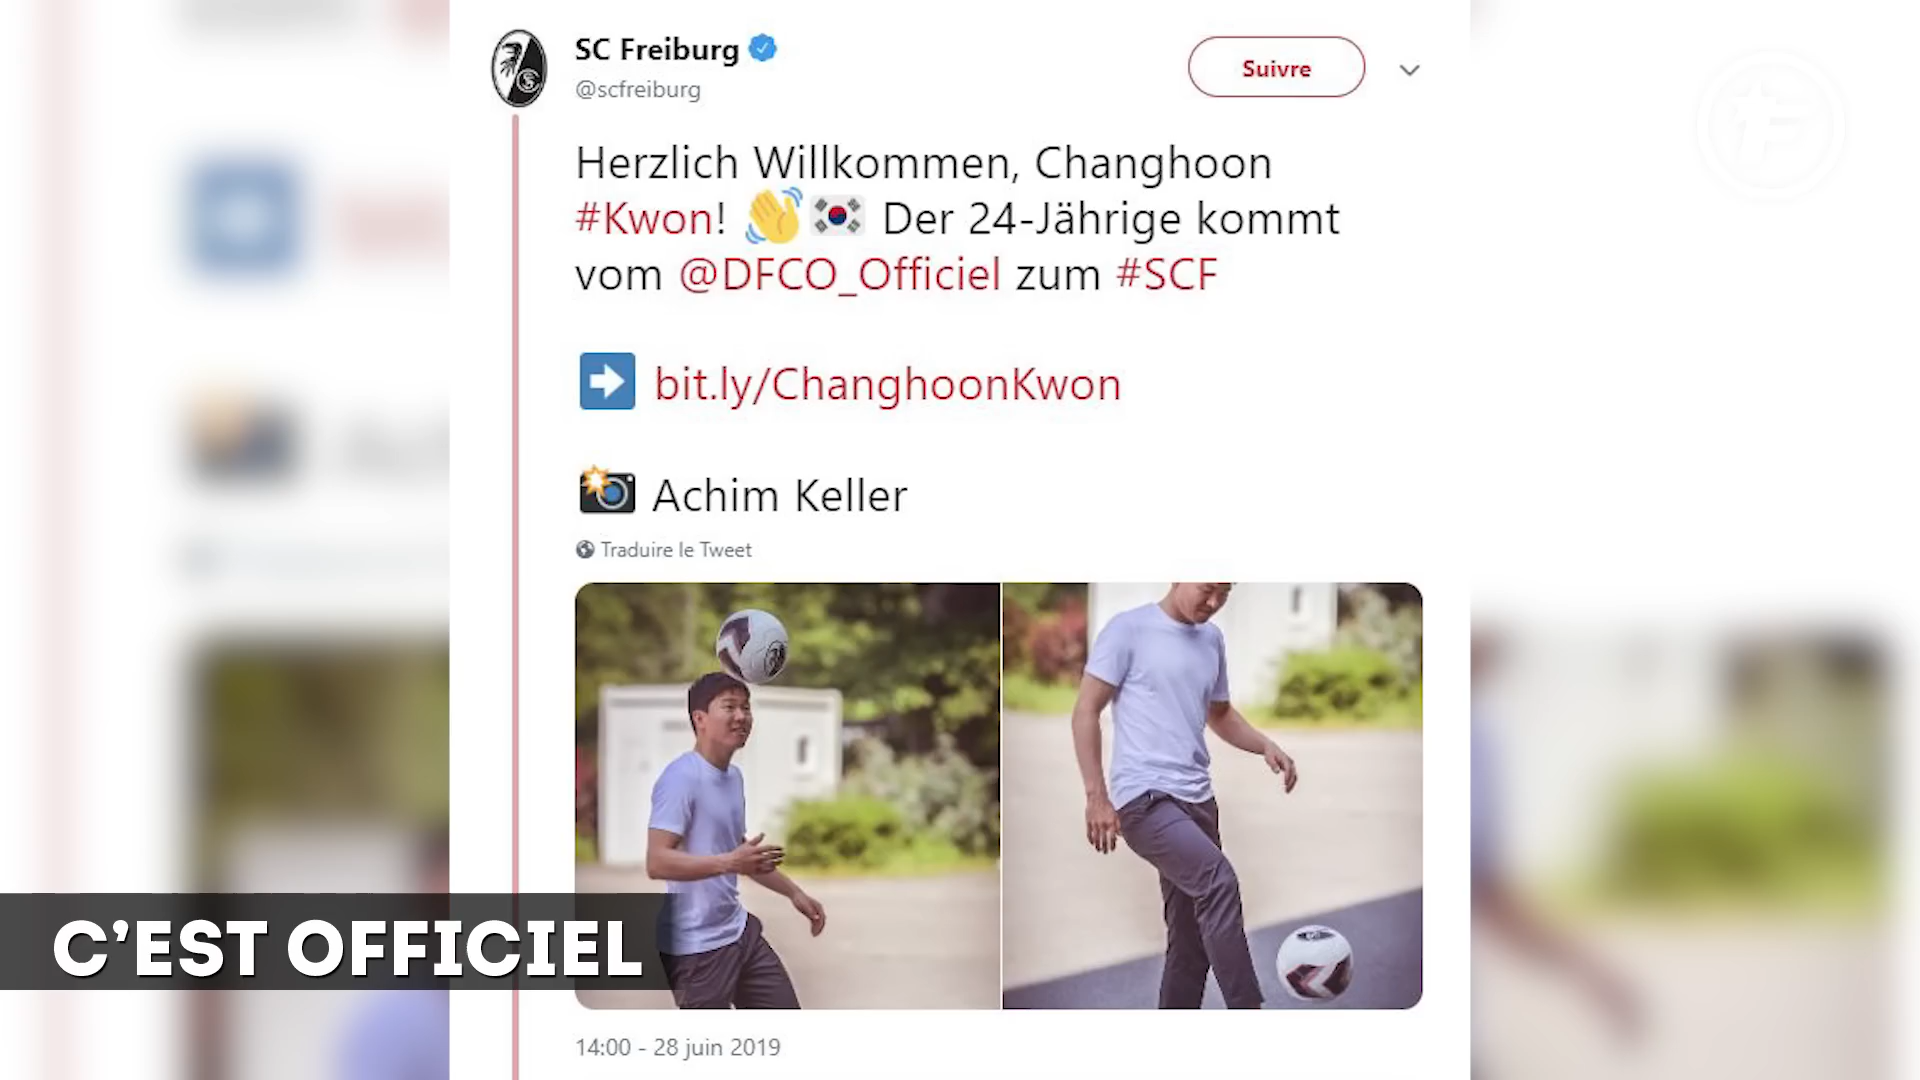 SC Freiburg
@scfreiburg
Suivre
Herzlich Willkommen, Changhoon
#Kwon! 👋🇰🇷 Der 24-Jährige kommt
vom @DFCO_Officiel zum #SCF
➡️ bit.ly/ChanghoonKwon
📸 Achim Keller
Traduire le Tweet
C'EST OFFICIEL
14:00 - 28 juin 2019